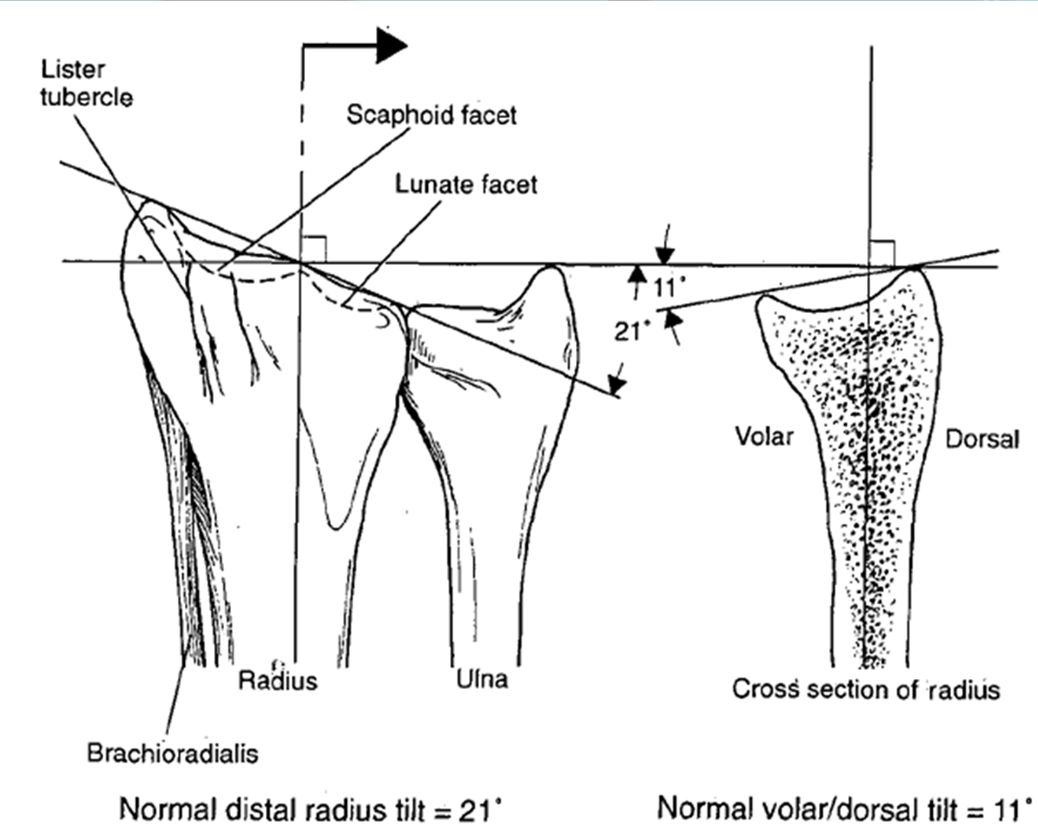 Lister
tubercle
Scaphoid facet
Lunate facet
11°
21°
Volar
Dorsal
Radius
Ulna
Cross section of radius
Brachioradialis
Normal distal radius tilt = 21°
Normal volar/dorsal tilt = 11°